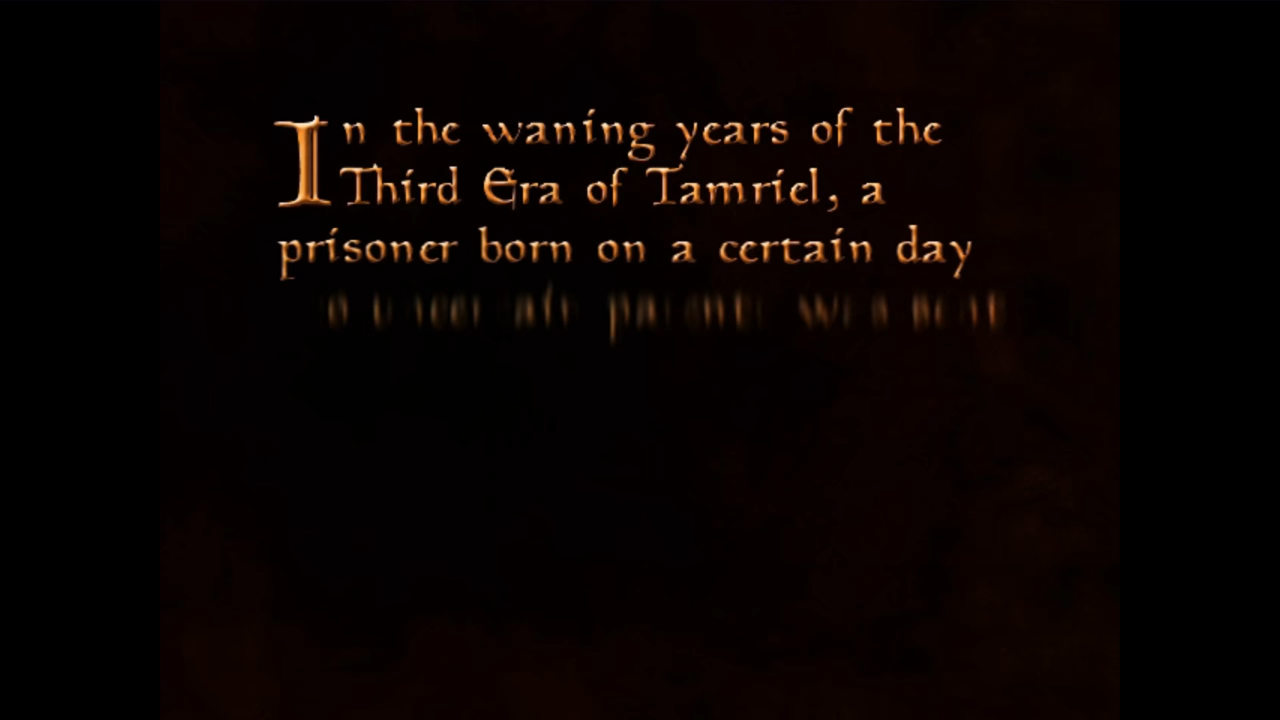 In the waning years of the
Third Era of Tamriel, a
prisoner born on a certain day